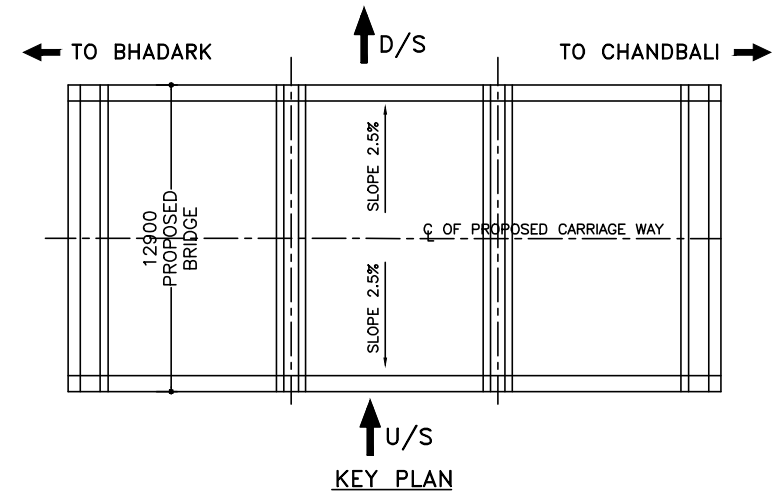 D/S
TO BHADARK
TO CHANDBALI
SLOPE 2.5%
12900
PROPOSED
BRIDGE
℄ OF PROPOSED CARRIAGE WAY
SLOPE 2.5%
U/S
KEY PLAN